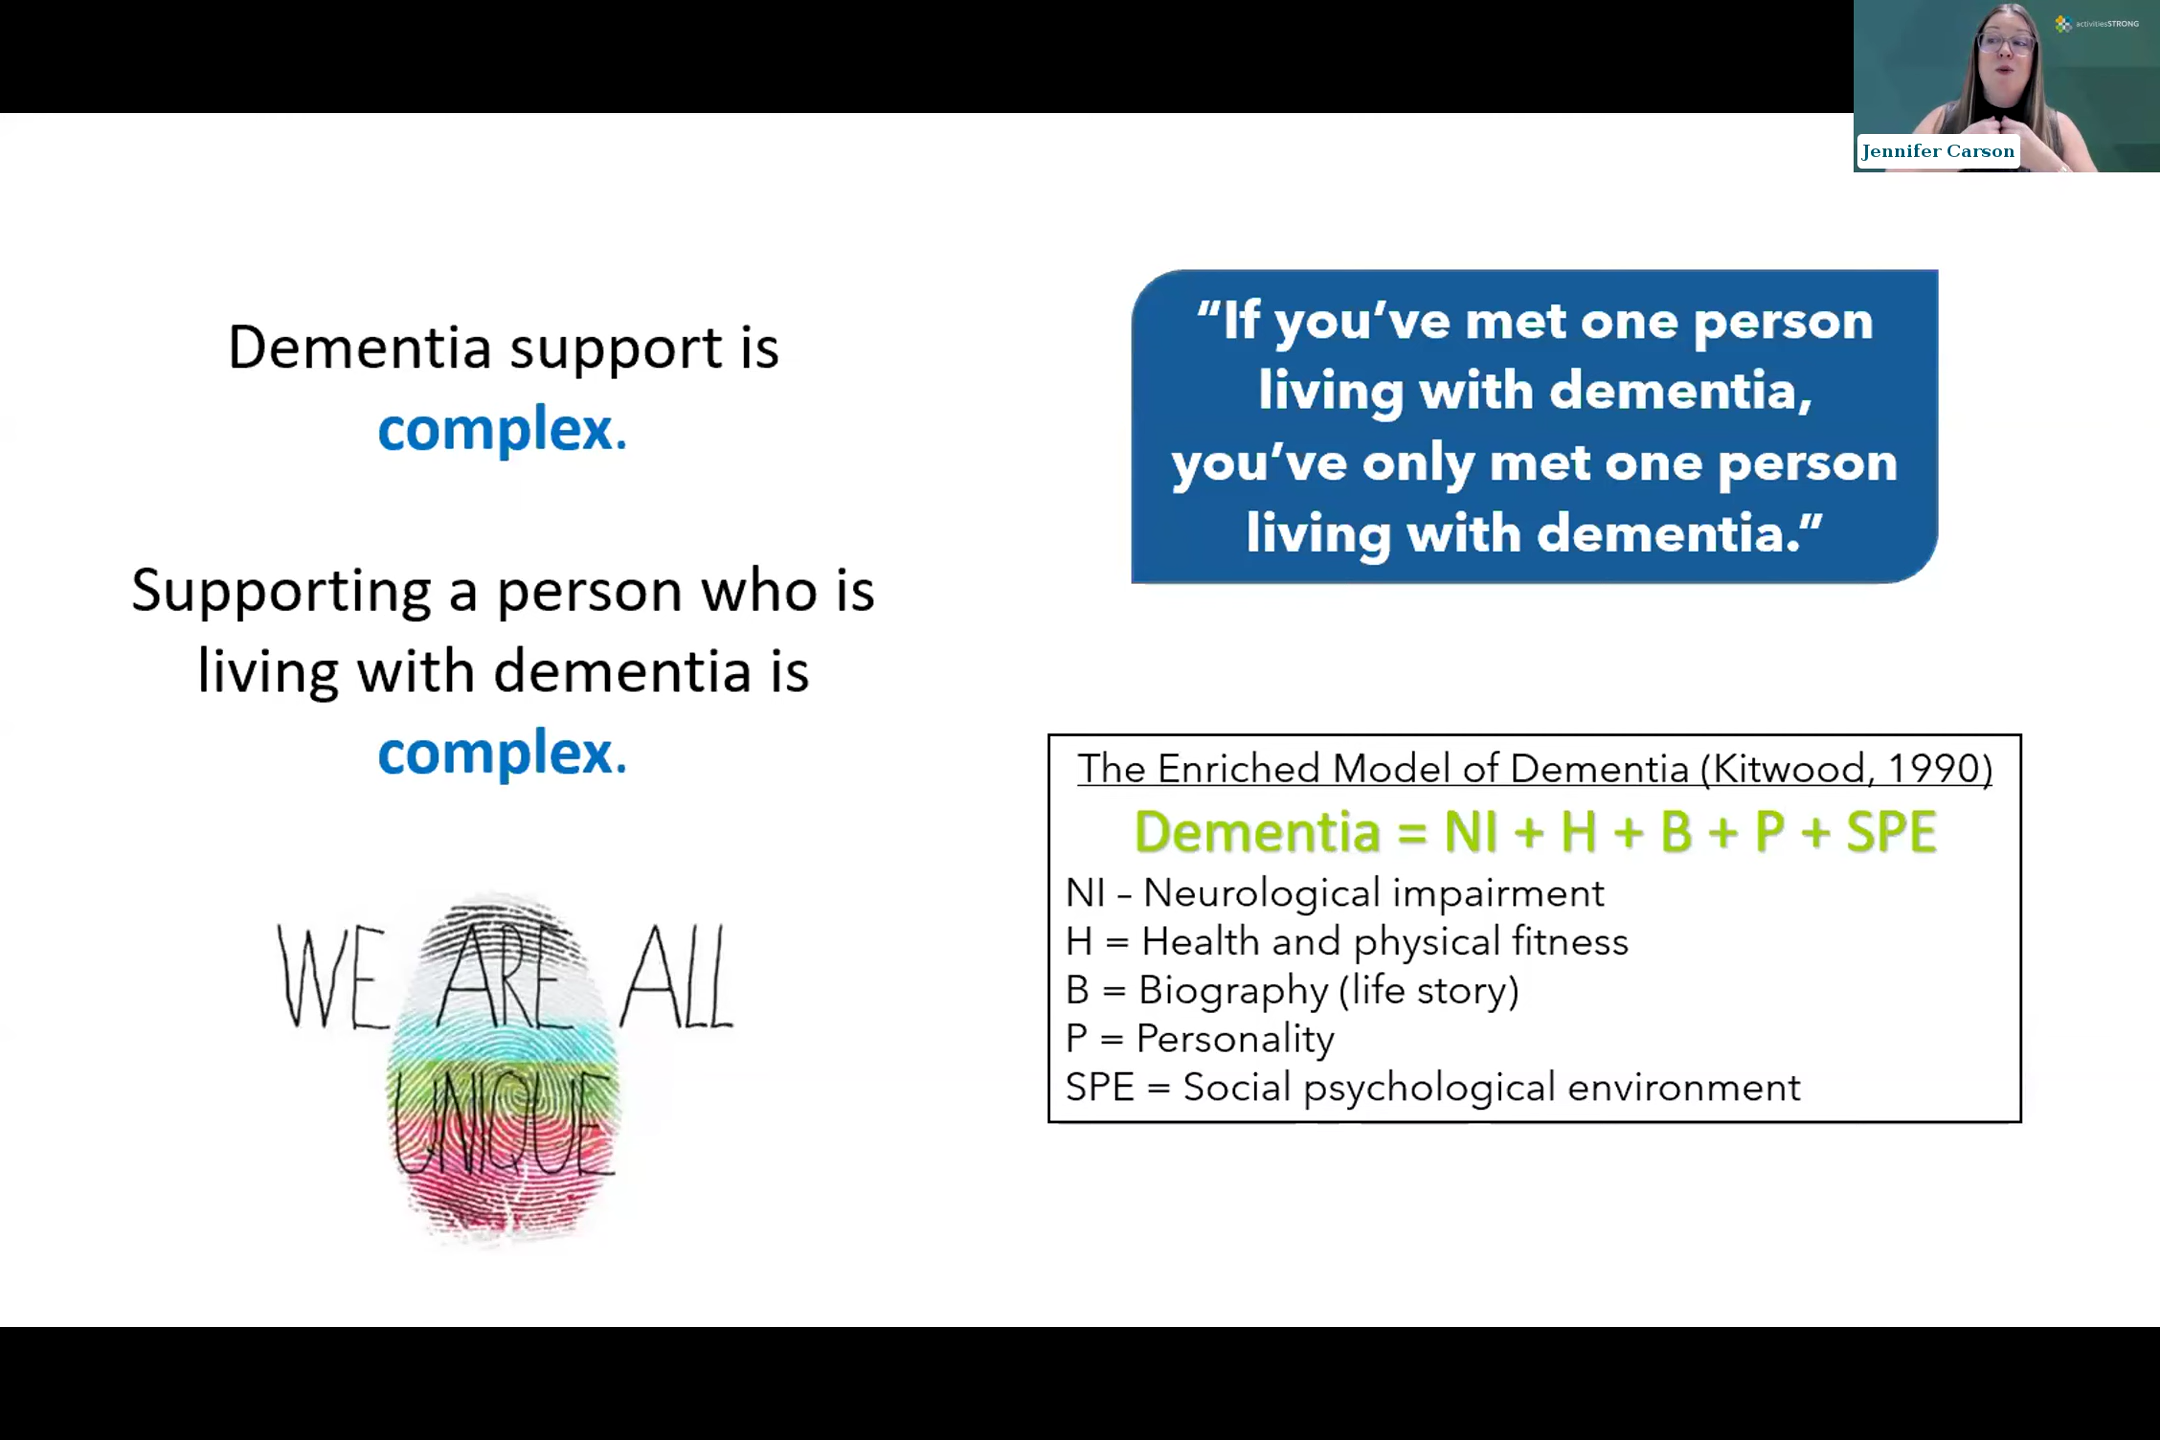 activitiesSTRONG
Jennifer Carson
Dementia support is
complex.
Supporting a person who is
living with dementia is
complex.
WE ARE ALL
UNIQUE
“If you’ve met one person
living with dementia,
you’ve only met one person
living with dementia.”
The Enriched Model of Dementia (Kitwood, 1990)
Dementia = NI + H + B + P + SPE
NI – Neurological impairment
H = Health and physical fitness
B = Biography (life story)
P = Personality
SPE = Social psychological environment